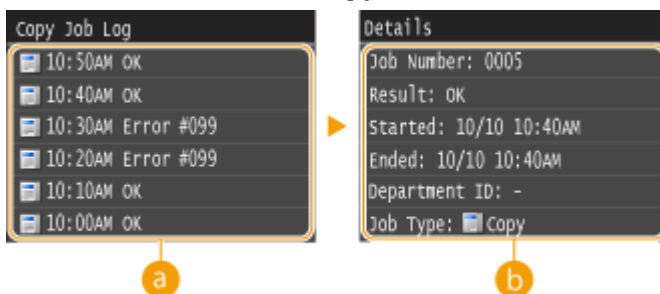 Copy Job Log
10:50AM OK
10:40AM OK
10:30AM Error #099
10:20AM Error #099
10:10AM OK
10:00AM OK
a
Details
Job Number: 0005
Result: OK
Started: 10/10 10:40AM
Ended: 10/10 10:40AM
Department ID: -
Job Type: Copy
b